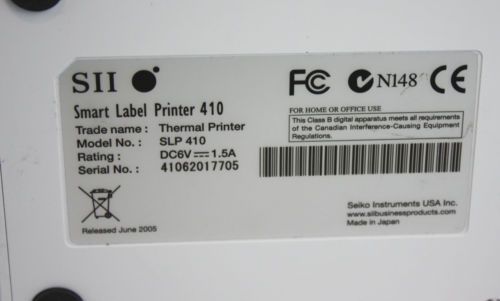 SII
FC
N148
CE
Smart Label Printer 410
Trade name : Thermal Printer
Model No. : SLP 410
Rating : DC6V⎓1.5A
Serial No. : 41062017705
FOR HOME OR OFFICE USE
This Class B digital apparatus meets all requirements
of the Canadian Interference-Causing Equipment
Regulations.
Released June 2005
Seiko Instruments USA Inc.
www.siibusinessproducts.com
Made in Japan